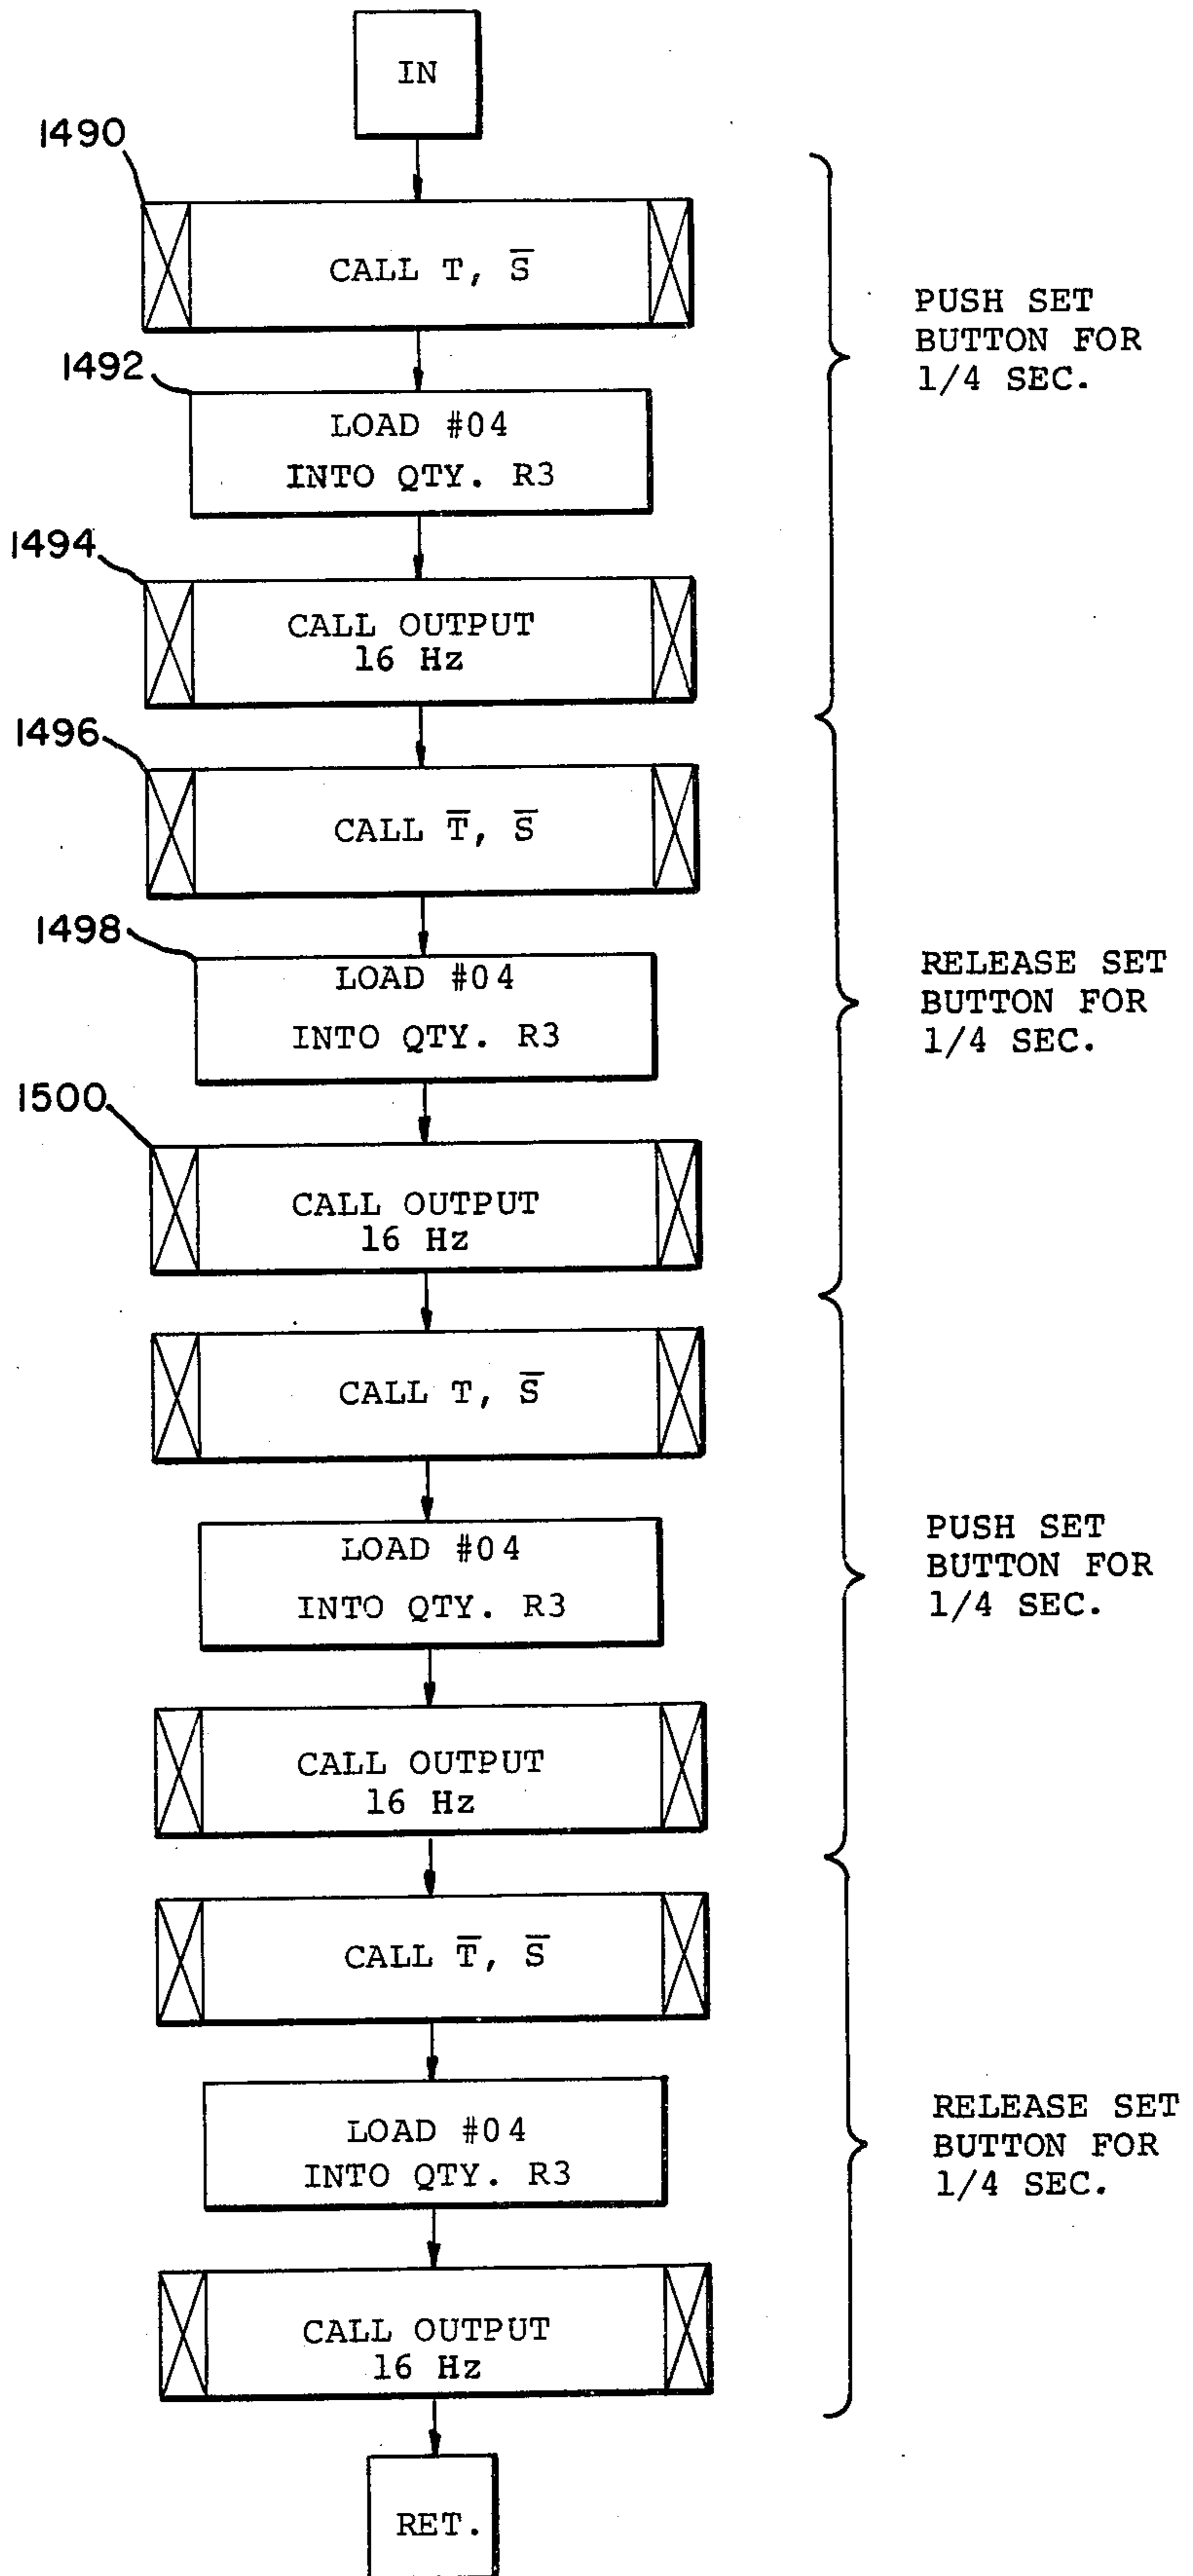 IN
1490
CALL T, S̅
PUSH SET
BUTTON FOR
1/4 SEC.
1492
LOAD #04
INTO QTY. R3
1494
CALL OUTPUT
16 Hz
1496
CALL T̅, S̅
1498
LOAD #04
INTO QTY. R3
RELEASE SET
BUTTON FOR
1/4 SEC.
1500
CALL OUTPUT
16 Hz
CALL T, S̅
LOAD #04
INTO QTY. R3
PUSH SET
BUTTON FOR
1/4 SEC.
CALL OUTPUT
16 Hz
CALL T̅, S̅
LOAD #04
INTO QTY. R3
RELEASE SET
BUTTON FOR
1/4 SEC.
CALL OUTPUT
16 Hz
RET.